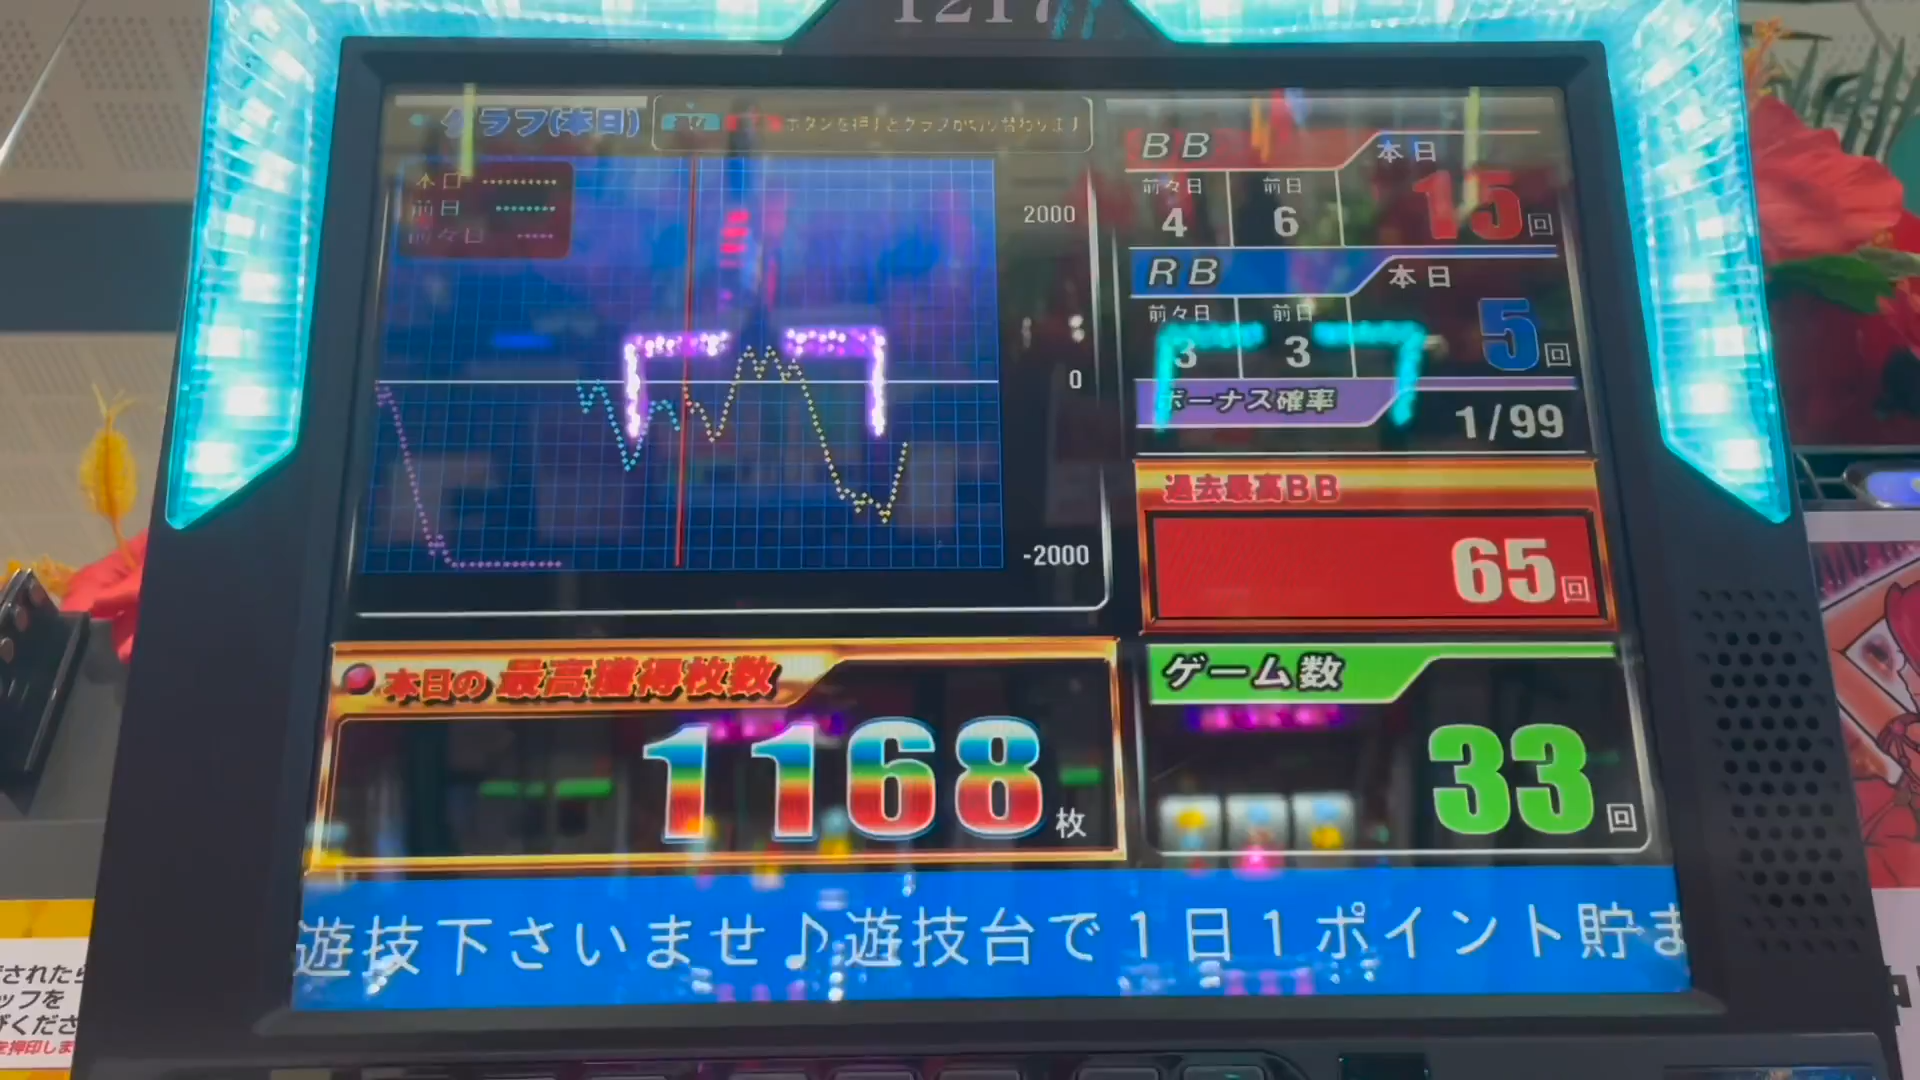 1217
グラフ(本日)
ボタンを押すとグラフが切り替わります
本日
前日
前々日
2000
0
-2000
BB
本日
前々日
前日
4
6
15回
RB
本日
前々日
前日
3
3
5回
ボーナス確率
1/99
過去最高BB
65回
本日の最高獲得枚数
1168枚
ゲーム数
33回
遊技下さいませ♪遊技台で1日1ポイント貯ま